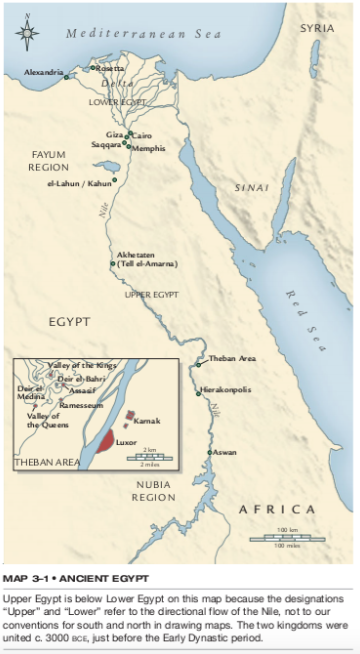 N
Mediterranean Sea
SYRIA
Rosetta
Alexandria
Delta
LOWER EGYPT
Giza
Cairo
Saqqara
Memphis
FAYUM
REGION
el-Lahun / Kahun
SINAI
Nile
Akhetaten
(Tell el-Amarna)
UPPER EGYPT
Red Sea
EGYPT
Theban Area
Valley of the Kings
Deir el-Bahri
Deir el-
Medina
Assasif
Ramesseum
Valley of
the Queens
Karnak
Luxor
2 km
2 miles
THEBAN AREA
Hierakonpolis
Nile
Aswan
NUBIA
REGION
AFRICA
100 km
100 miles
MAP 3–1 • ANCIENT EGYPT
Upper Egypt is below Lower Egypt on this map because the designations
“Upper” and “Lower” refer to the directional flow of the Nile, not to our
conventions for south and north in drawing maps. The two kingdoms were
united c. 3000 BCE, just before the Early Dynastic period.